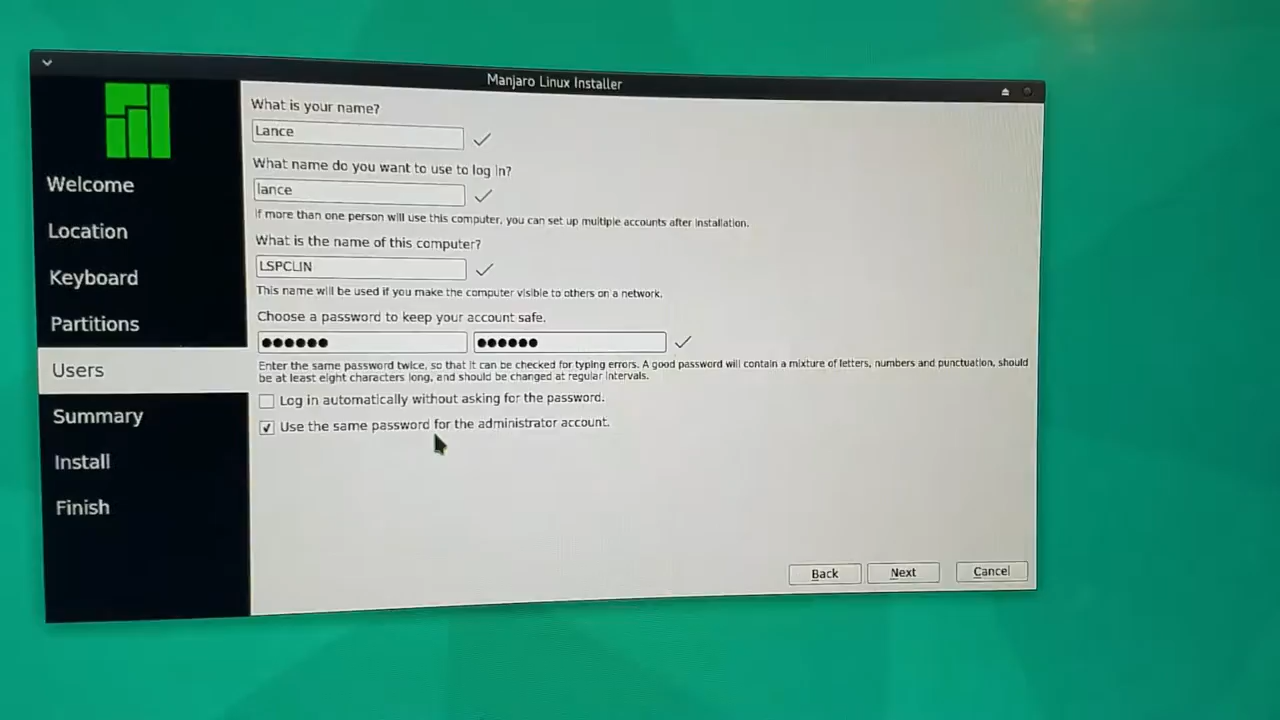 Manjaro Linux Installer
Welcome
Location
Keyboard
Partitions
Users
Summary
Install
Finish
What is your name?
Lance
What name do you want to use to log in?
lance
If more than one person will use this computer, you can set up multiple accounts after installation.
What is the name of this computer?
LSPCLIN
This name will be used if you make the computer visible to others on a network.
Choose a password to keep your account safe.
●●●●●● ●●●●●●
Enter the same password twice, so that it can be checked for typing errors. A good password will contain a mixture of letters, numbers and punctuation, should
be at least eight characters long, and should be changed at regular intervals.
Log in automatically without asking for the password.
Use the same password for the administrator account.
Back Next Cancel